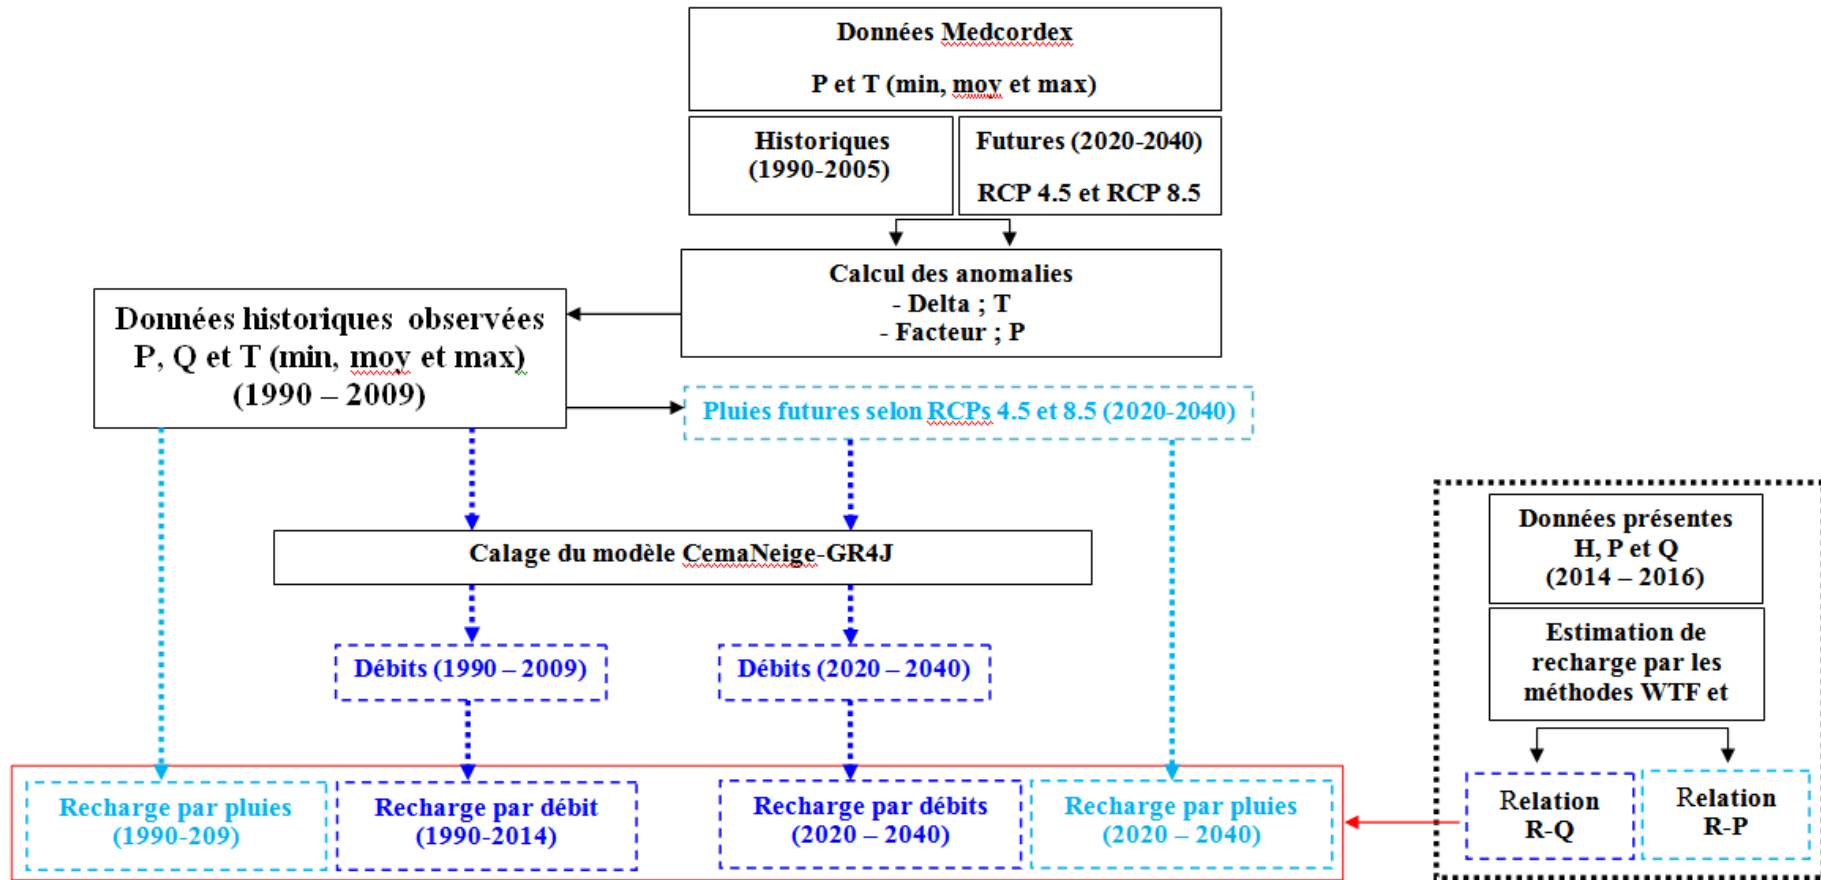 Données Medcordex
P et T (min, moy et max)
Historiques
(1990-2005)
Futures (2020-2040)
RCP 4.5 et RCP 8.5
Calcul des anomalies
- Delta ; T
- Facteur ; P
Données historiques observées
P, Q et T (min, moy et max)
(1990 – 2009)
Pluies futures selon RCPs 4.5 et 8.5 (2020-2040)
Calage du modèle CemaNeige-GR4J
Débits (1990 – 2009)
Débits (2020 – 2040)
Recharge par pluies
(1990-209)
Recharge par débit
(1990-2014)
Recharge par débits
(2020 – 2040)
Recharge par pluies
(2020 – 2040)
Données présentes
H, P et Q
(2014 – 2016)
Estimation de
recharge par les
méthodes WTF et
Relation
R-Q
Relation
R-P